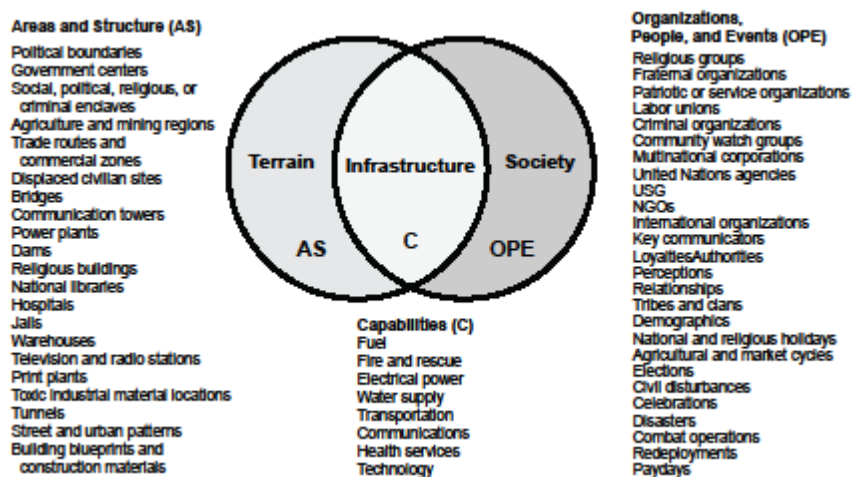 Areas and Structure (AS)
Political boundaries
Government centers
Social, political, religious, or
criminal enclaves
Agriculture and mining regions
Trade routes and
commercial zones
Displaced civilian sites
Bridges
Communication towers
Power plants
Dams
Religious buildings
National libraries
Hospitals
Jails
Warehouses
Television and radio stations
Print plants
Toxic industrial material locations
Tunnels
Street and urban patterns
Building blueprints and
construction materials
Terrain
Infrastructure
Society
AS
C
OPE
Capabilities (C)
Fuel
Fire and rescue
Electrical power
Water supply
Transportation
Communications
Health services
Technology
Organizations,
People, and Events (OPE)
Religious groups
Fraternal organizations
Patriotic or service organizations
Labor unions
Criminal organizations
Community watch groups
Multinational corporations
United Nations agencies
USG
NGOs
International organizations
Key communicators
LoyaltiesAuthorities
Perceptions
Relationships
Tribes and clans
Demographics
National and religious holidays
Agricultural and market cycles
Elections
Civil disturbances
Celebrations
Disasters
Combat operations
Redeployments
Paydays